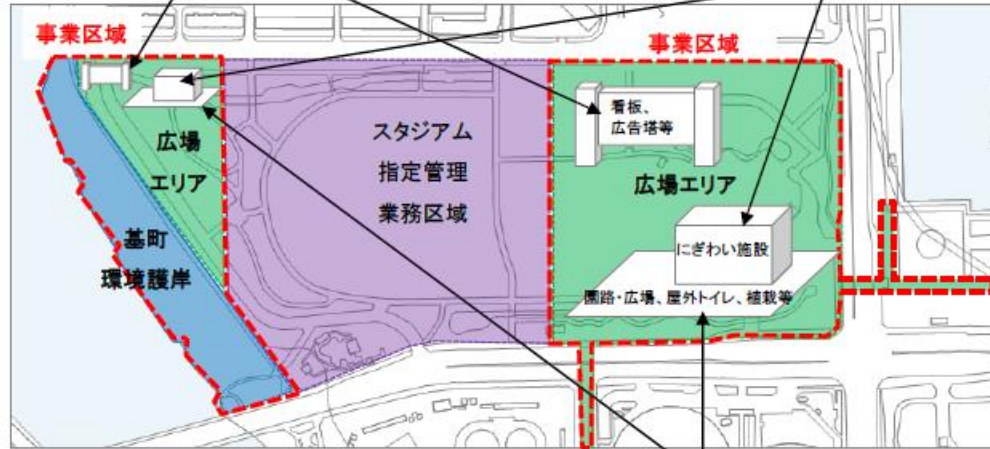 事業区域
事業区域
看板、
広告塔等
広場
エリア
スタジアム
指定管理
業務区域
広場エリア
基町
環境護岸
にぎわい施設
園路・広場、屋外トイレ、植栽等